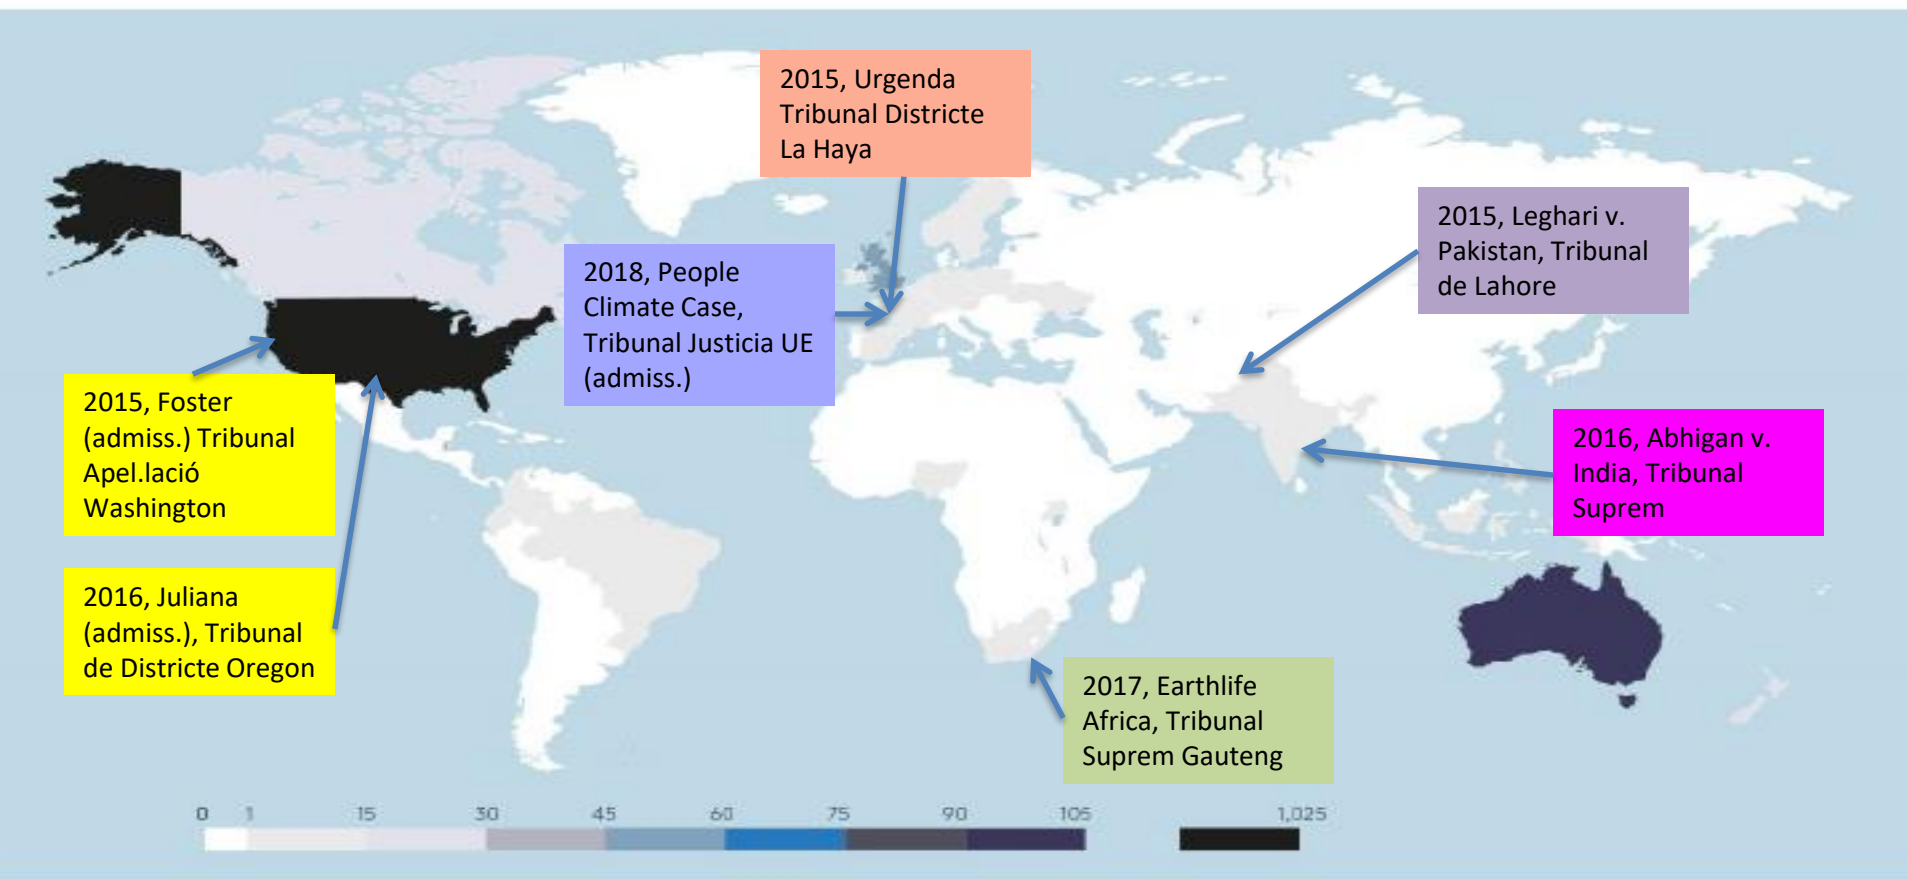 2015, Urgenda
Tribunal Districte
La Haya
2015, Leghari v.
Pakistan, Tribunal
de Lahore
2018, People
Climate Case,
Tribunal Justicia UE
(admiss.)
2015, Foster
(admiss.) Tribunal
Apel.lació
Washington
2016, Abhigan v.
India, Tribunal
Suprem
2016, Juliana
(admiss.), Tribunal
de Districte Oregon
2017, Earthlife
Africa, Tribunal
Suprem Gauteng
0 1 15 30 45 60 75 90 105 1,025